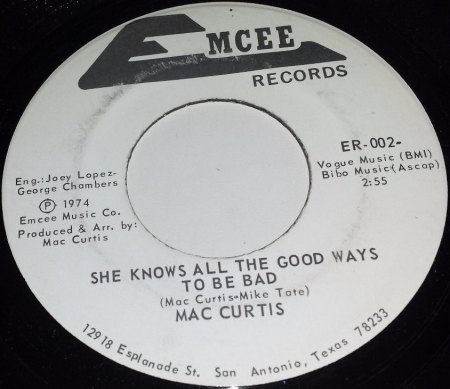 EMCEE
RECORDS
ER-002-
Vogue Music (BMI)
Bibo Music(Ascap)
2:55
Eng.: Joey Lopez-
George Chambers
Ⓟ 1974
Emcee Music Co.
Produced & Arr. by:
Mac Curtis
SHE KNOWS ALL THE GOOD WAYS
TO BE BAD
(Mac Curtis-Mike Tate)
MAC CURTIS
12918 Esplanade St. San Antonio, Texas 78233